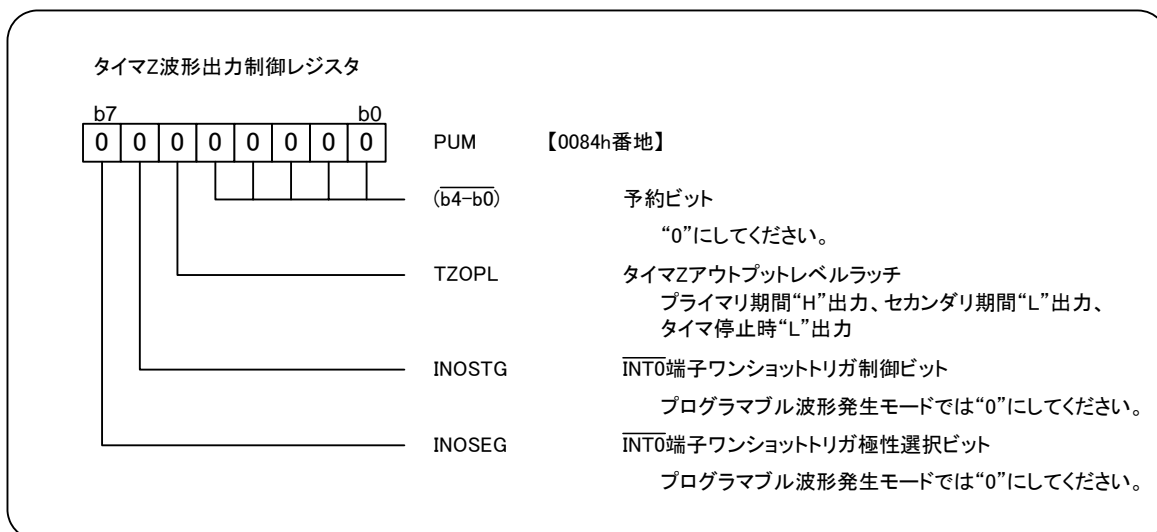 タイマZ波形出力制御レジスタ
b7 b0
0 0 0 0 0 0 0 0 PUM 【0084h番地】
(b4-b0) 予約ビット
“0”にしてください。
TZOPL タイマZアウトプットレベルラッチ
プライマリ期間“H”出力、セカンダリ期間“L”出力、
タイマ停止時“L”出力
INOSTG INT0端子ワンショットトリガ制御ビット
プログラマブル波形発生モードでは“0”にしてください。
INOSEG INT0端子ワンショットトリガ極性選択ビット
プログラマブル波形発生モードでは“0”にしてください。